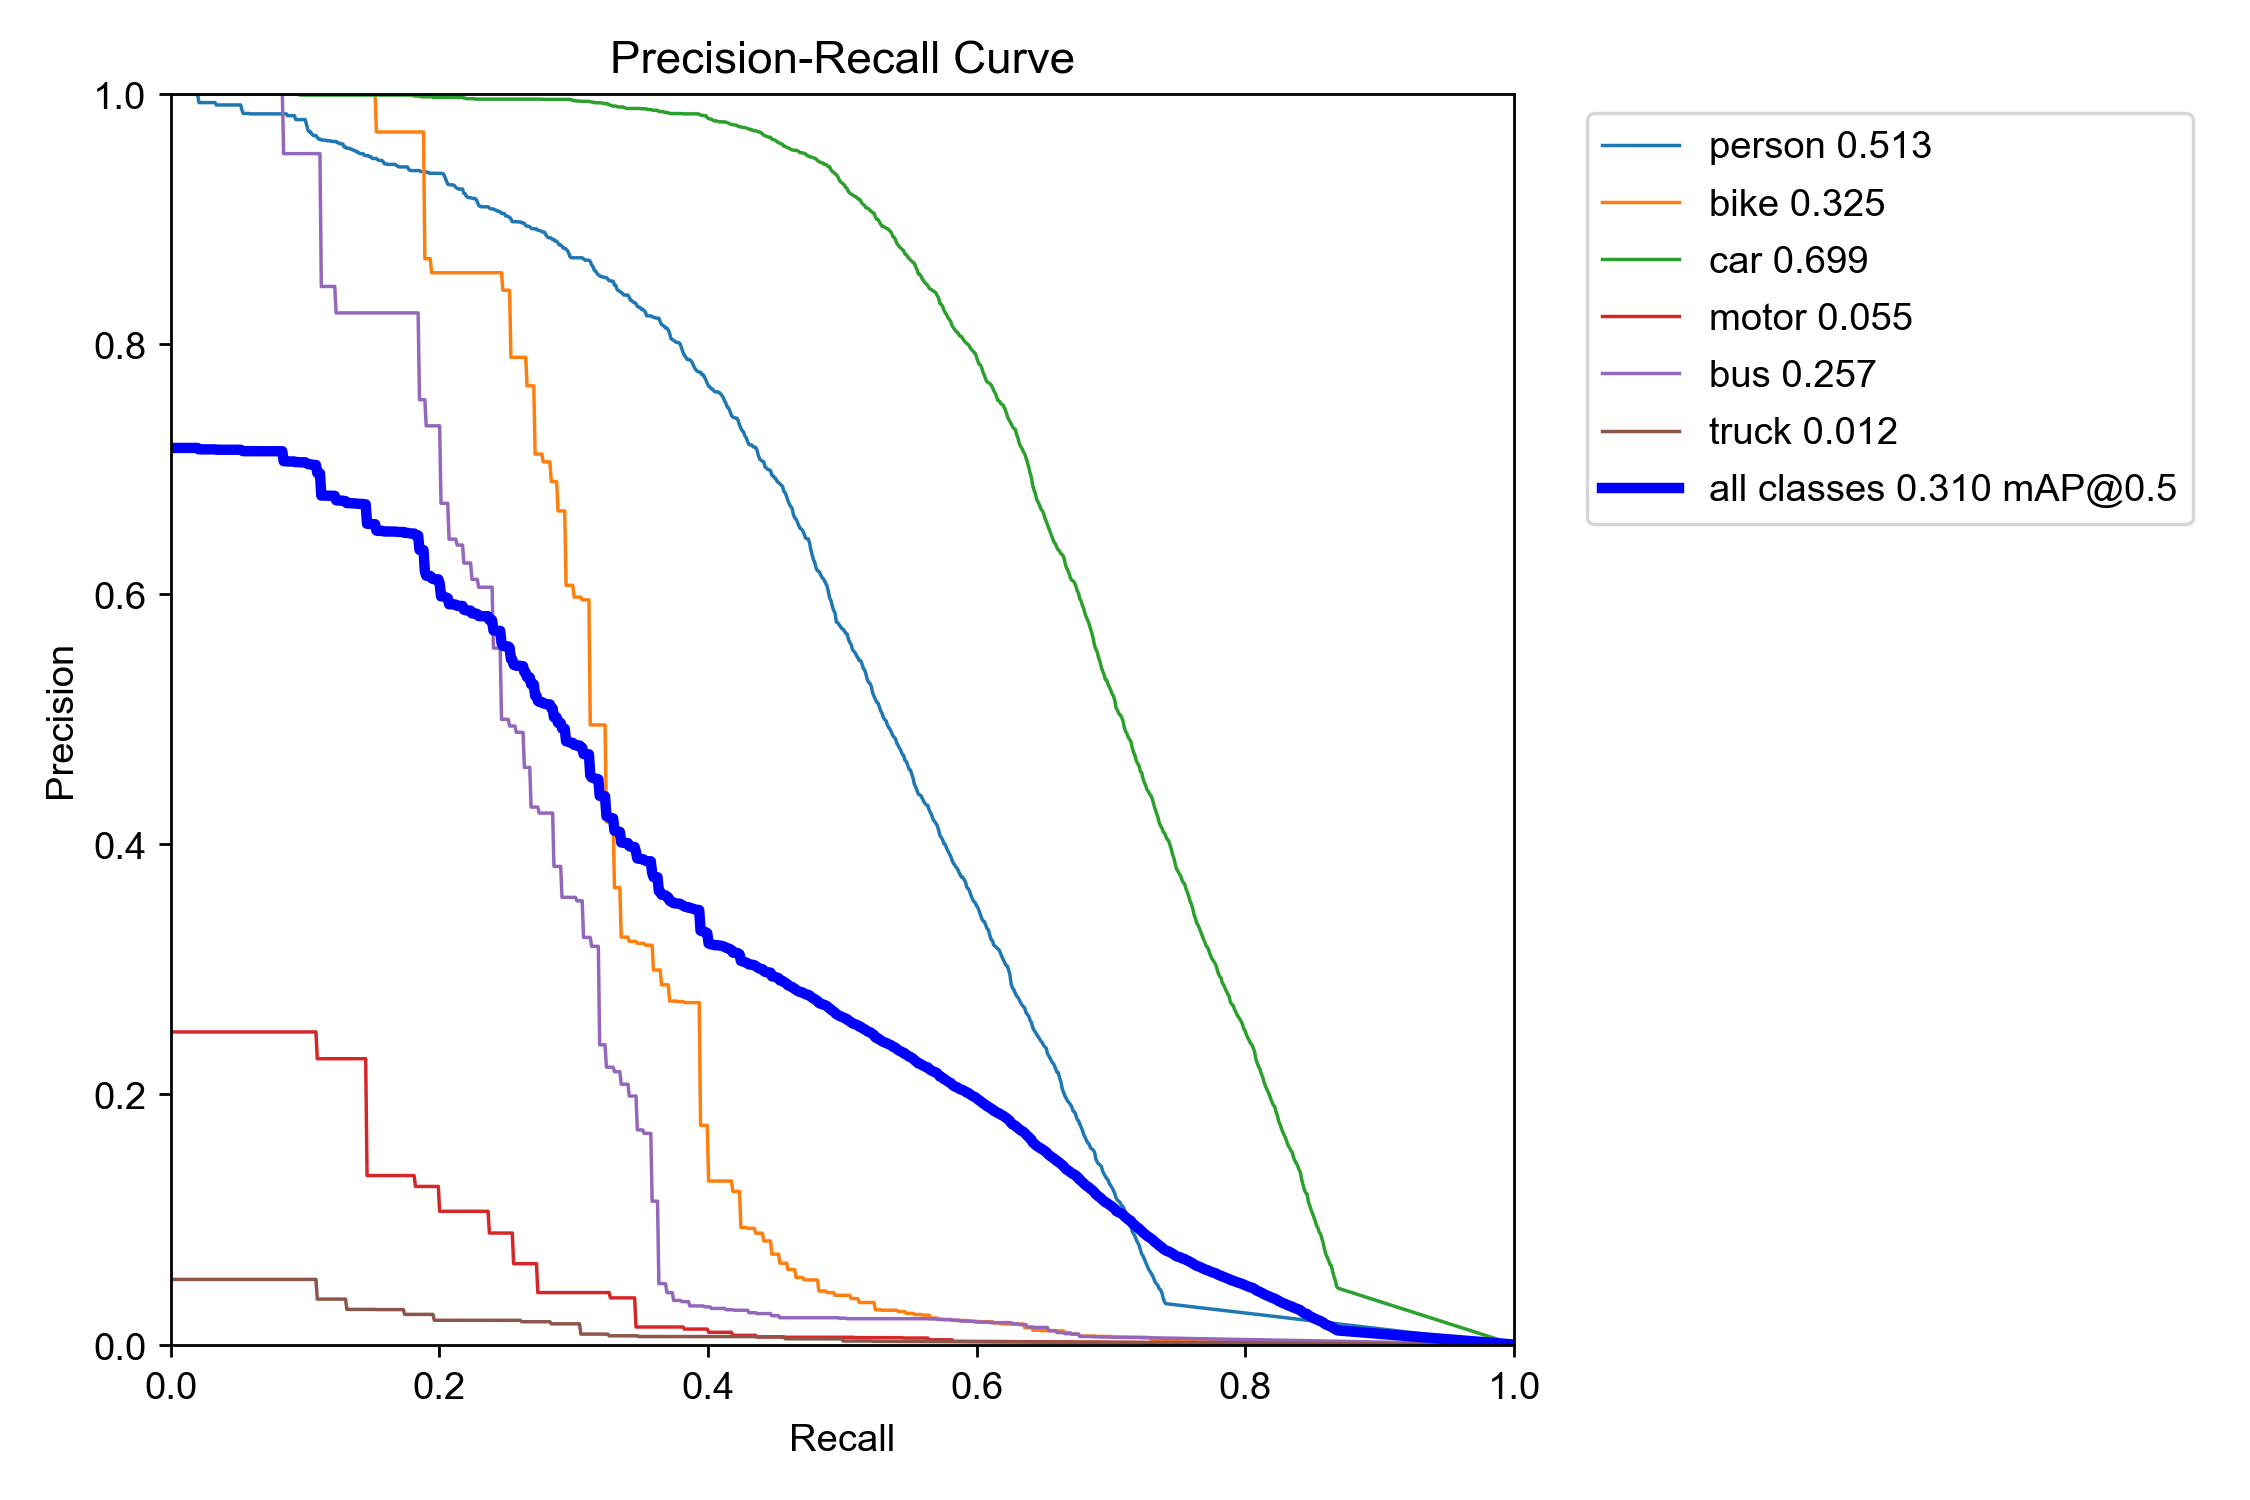 Precision-Recall Curve
1.0
0.8
0.6
0.4
0.2
0.0
Precision
0.0 0.2 0.4 0.6 0.8 1.0
Recall
person 0.513
bike 0.325
car 0.699
motor 0.055
bus 0.257
truck 0.012
all classes 0.310 mAP@0.5